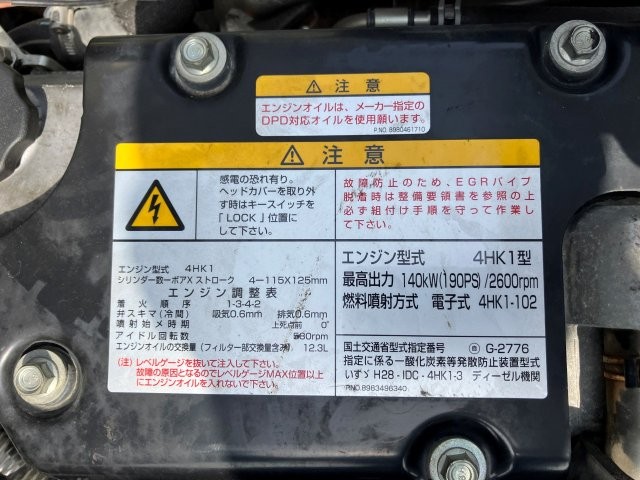 ⚠ 注意
エンジンオイルは、メーカー指定の
DPD対応オイルを使用願います。
P.NO. 8980461710
⚠ 注意
感電の恐れ有り。
ヘッドカバーを取り外
す時はキースイッチを
「LOCK」位置に
して下さい。
故障防止のため、EGRパイプ
脱着時は整備要領書を参照の上
必ず組付け手順を守って作業し
て下さい。
エンジン型式 4HK1
シリンダ数ーボアXストローク 4-115X125mm
エンジン調整表
着火順序 1-3-4-2
弁スキマ(冷間) 吸気0.6mm 排気0.6mm
噴射始メ時期 上死点前 0°
アイドル回転数 rpm
エンジンオイルの交換量(フィルター部交換量含み) 12.3L
(注)レベルゲージを抜いて注入して下さい。
故障の原因となるのでレベルゲージMAX位置以上
にエンジンオイルを入れないで下さい。
エンジン型式 4HK1型
最高出力 140kW(190PS)/2600rpm
燃料噴射方式 電子式 4HK1-102
国土交通省型式指定番号 G-2776
指定に係る一酸化炭素等発散防止装置型式
いすゞ H28-IDC-4HK1-3 ディーゼル機関
P.NO. 8983496340